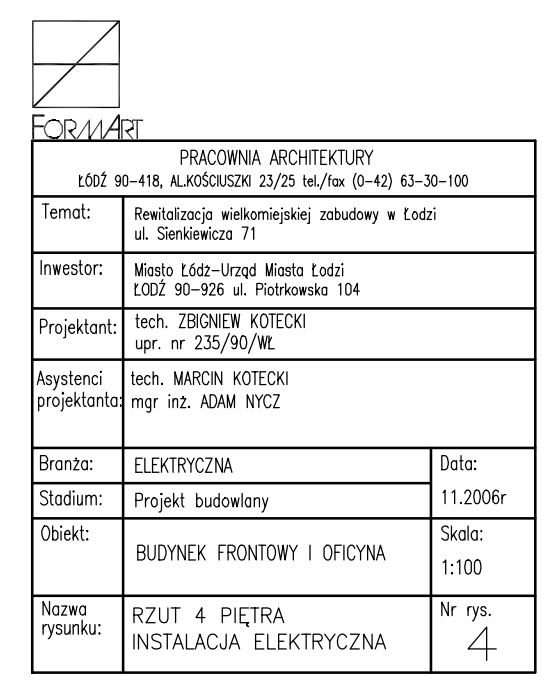 FORMART
PRACOWNIA ARCHITEKTURY
ŁÓDŹ 90-418, AL.KOŚCIUSZKI 23/25 tel./fax (0-42) 63-30-100
Temat:
Rewitalizacja wielkomiejskiej zabudowy w Łodzi
ul. Sienkiewicza 71
Inwestor:
Miasto Łódź-Urząd Miasta Łodzi
ŁODŹ 90-926 ul. Piotrkowska 104
Projektant:
tech. ZBIGNIEW KOTECKI
upr. nr 235/90/WŁ
Asystenci
projektanta:
tech. MARCIN KOTECKI
mgr inż. ADAM NYCZ
Branża:
ELEKTRYCZNA
Data:
11.2006r
Stadium:
Projekt budowlany
Obiekt:
BUDYNEK FRONTOWY I OFICYNA
Skala:
1:100
Nazwa
rysunku:
RZUT 4 PIĘTRA
INSTALACJA ELEKTRYCZNA
Nr rys.
4